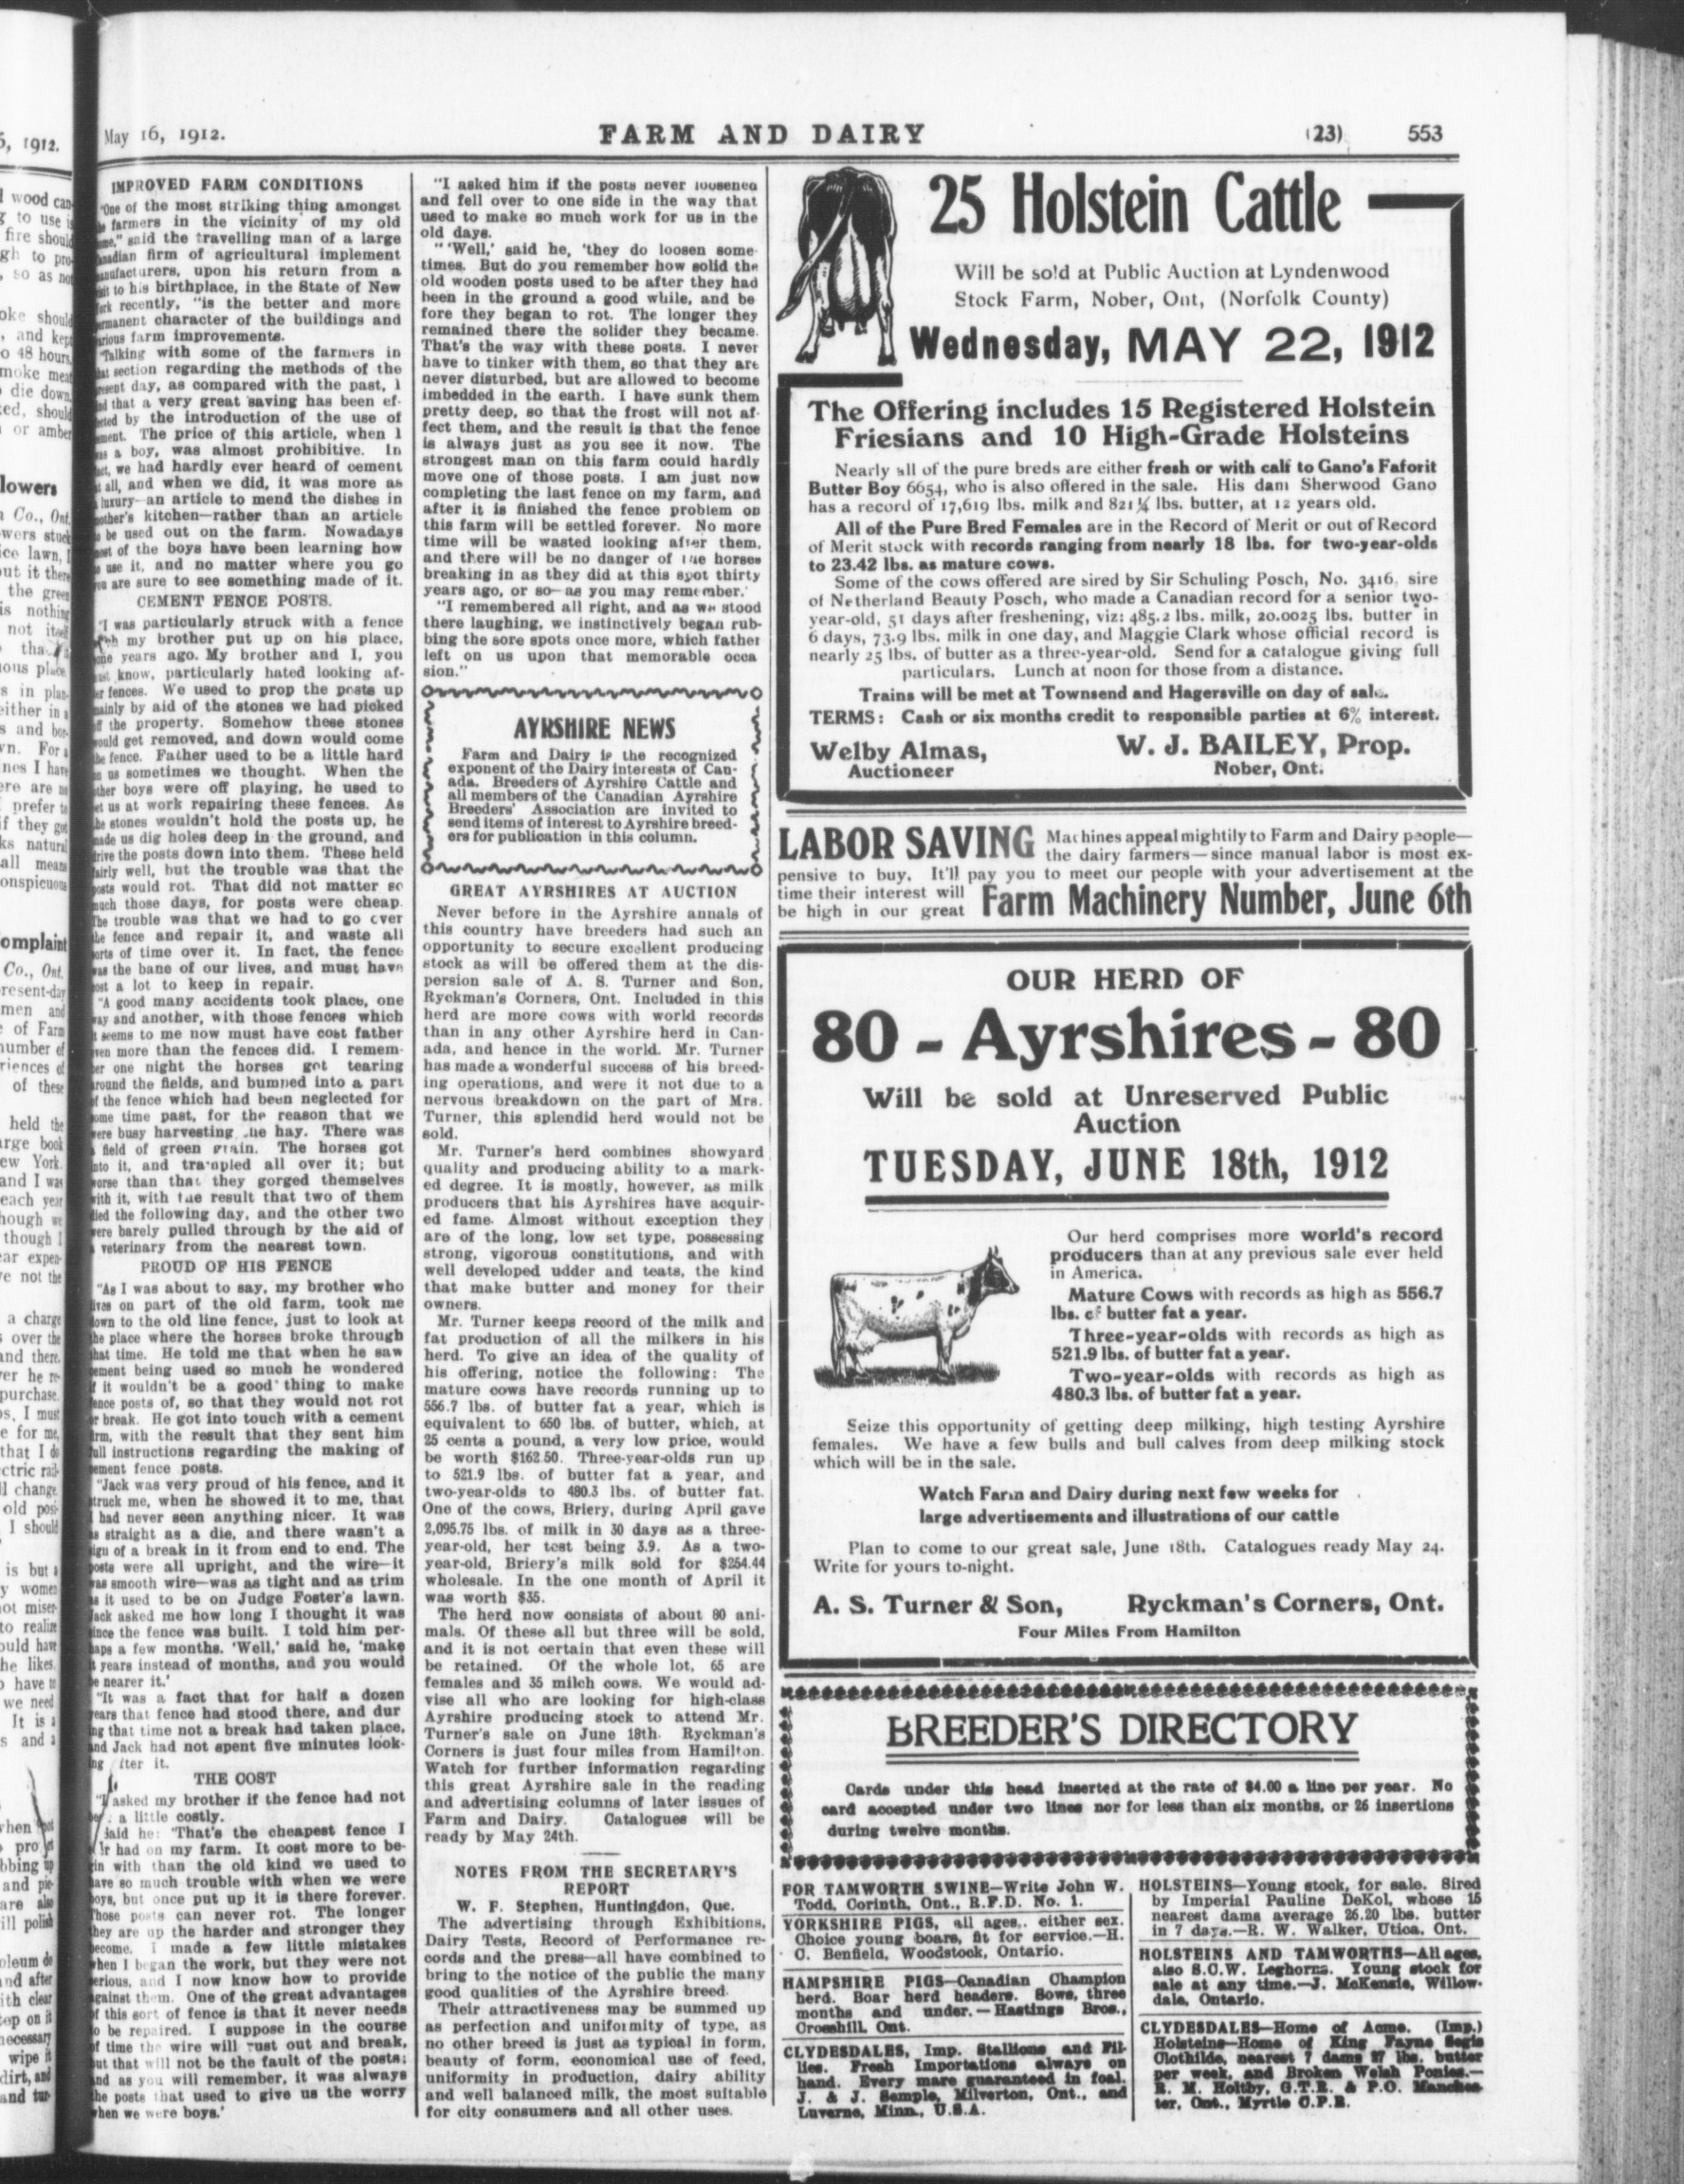 5, 1912.
May 16, 1912.
FARM AND DAIRY
(23)
553
IMPROVED FARM CONDITIONS
"One of the most striking thing amongst
farmers in the vicinity of my old
said the travelling man of a large
firm of agricultural implement
upon his return from a
to his birthplace, in the State of New
recently, "is the better and more
character of the buildings and
farm improvements.
"Talking with some of the farmers in
section regarding the methods of the
day, as compared with the past, I
that a very great saving has been ef-
by the introduction of the use of
The price of this article, when I
a boy, was almost prohibitive. In
we had hardly ever heard of cement
all, and when we did, it was more as
luxury—an article to mend the dishes in
kitchen—rather than an article
be used out on the farm. Nowadays
of the boys have been learning how
use it, and no matter where you go
are sure to see something made of it.
CEMENT FENCE POSTS.
"I was particularly struck with a fence
my brother put up on his place,
years ago. My brother and I, you
know, particularly hated looking af-
fences. We used to prop the posts up
mainly by aid of the stones we had picked
the property. Somehow these stones
would get removed, and down would come
fence. Father used to be a little hard
us sometimes we thought. When the
other boys were off playing, he used to
us at work repairing these fences. As
stones wouldn't hold the posts up, he
made us dig holes deep in the ground, and
drive the posts down into them. These held
fairly well, but the trouble was that the
posts would rot. That did not matter so
much those days, for posts were cheap.
The trouble was that we had to go over
fence and repair it, and waste all
sorts of time over it. In fact, the fence
was the bane of our lives, and must have
a lot to keep in repair.
"A good many accidents took place, one
way and another, with those fences which
seems to me now must have cost father
even more than the fences did. I remem-
one night the horses got tearing
around the fields, and bumped into a part
of the fence which had been neglected for
some time past, for the reason that we
were busy harvesting the hay. There was
field of green grain. The horses got
into it, and trampled all over it; but
worse than that they gorged themselves
with it, with the result that two of them
died the following day, and the other two
were barely pulled through by the aid of
veterinary from the nearest town.
PROUD OF HIS FENCE
"As I was about to say, my brother who
lives on part of the old farm, took me
down to the old line fence, just to look at
the place where the horses broke through
that time. He told me that when he saw
cement being used so much he wondered
if it wouldn't be a good thing to make
fence posts of, so that they would not rot
or break. He got into touch with a cement
firm, with the result that they sent him
full instructions regarding the making of
cement fence posts.
"Jack was very proud of his fence, and it
struck me, when he showed it to me, that
I had never seen anything nicer. It was
as straight as a die, and there wasn't a
sign of a break in it from end to end. The
posts were all upright, and the wire—it
was smooth wire—was as tight and as trim
as it used to be on Judge Foster's lawn.
Jack asked me how long I thought it was
since the fence was built. I told him per-
haps a few months. 'Well,' said he, 'make
it years instead of months, and you would
be nearer it.'
"It was a fact that for half a dozen
years that fence had stood there, and dur
ing that time not a break had taken place,
and Jack had not spent five minutes look-
it.
THE COST
"I asked my brother if the fence had not
a little costly.
said he: 'That's the cheapest fence I
had on my farm. It cost more to be-
gin with than the old kind we used to
have so much trouble with when we were
boys, but once put up it is there forever.
Those posts can never rot. The longer
they are up the harder and stronger they
become. I made a few little mistakes
when I began the work, but they were not
serious, and I now know how to provide
against them. One of the great advantages
of this sort of fence is that it never needs
to be repaired. I suppose in the course
of time the wire will rust out and break,
but that will not be the fault of the posts;
and as you will remember, it was always
the posts that used to give us the worry
when we were boys.'
"I asked him if the posts never loosened
and fell over to one side in the way that
used to make so much work for us in the
old days.
"'Well,' said he, 'they do loosen some-
times. But do you remember how solid the
old wooden posts used to be after they had
been in the ground a good while, and be
fore they began to rot. The longer they
remained there the solider they became.
That's the way with these posts. I never
have to tinker with them, so that they are
never disturbed, but are allowed to become
imbedded in the earth. I have sunk them
pretty deep, so that the frost will not af-
fect them, and the result is that the fence
is always just as you see it now. The
strongest man on this farm could hardly
move one of those posts. I am just now
completing the last fence on my farm, and
after it is finished the fence problem on
this farm will be settled forever. No more
time will be wasted looking after them,
and there will be no danger of the horses
breaking in as they did at this spot thirty
years ago, or so—as you may remember.'
"I remembered all right, and as we stood
there laughing, we instinctively began rub-
bing the sore spots once more, which father
left on us upon that memorable occa
sion."
AYRSHIRE NEWS
Farm and Dairy is the recognized
exponent of the Dairy interests of Can-
ada. Breeders of Ayrshire Cattle and
all members of the Canadian Ayrshire
Breeders' Association are invited to
send items of interest to Ayrshire breed-
ers for publication in this column.
GREAT AYRSHIRES AT AUCTION
Never before in the Ayrshire annals of
this country have breeders had such an
opportunity to secure excellent producing
stock as will be offered them at the dis-
persion sale of A. S. Turner and Son,
Ryckman's Corners, Ont. Included in this
herd are more cows with world records
than in any other Ayrshire herd in Can-
ada, and hence in the world. Mr. Turner
has made a wonderful success of his breed-
ing operations, and were it not due to a
nervous breakdown on the part of Mrs.
Turner, this splendid herd would not be
sold.
Mr. Turner's herd combines showyard
quality and producing ability to a mark-
ed degree. It is mostly, however, as milk
producers that his Ayrshires have acquir-
ed fame. Almost without exception they
are of the long, low set type, possessing
strong, vigorous constitutions, and with
well developed udder and teats, the kind
that make butter and money for their
owners.
Mr. Turner keeps record of the milk and
fat production of all the milkers in his
herd. To give an idea of the quality of
his offering, notice the following: The
mature cows have records running up to
556.7 lbs. of butter fat a year, which is
equivalent to 650 lbs. of butter, which, at
25 cents a pound, a very low price, would
be worth $162.50. Three-year-olds run up
to 521.9 lbs. of butter fat a year, and
two-year-olds to 480.3 lbs. of butter fat.
One of the cows, Briery, during April gave
2,095.75 lbs. of milk in 30 days as a three-
year-old, her test being 3.9. As a two-
year-old, Briery's milk sold for $254.44
wholesale. In the one month of April it
was worth $35.
The herd now consists of about 80 ani-
mals. Of these all but three will be sold,
and it is not certain that even these will
be retained. Of the whole lot, 65 are
females and 35 milch cows. We would ad-
vise all who are looking for high-class
Ayrshire producing stock to attend Mr.
Turner's sale on June 18th. Ryckman's
Corners is just four miles from Hamilton.
Watch for further information regarding
this great Ayrshire sale in the reading
and advertising columns of later issues of
Farm and Dairy. Catalogues will be
ready by May 24th.
NOTES FROM THE SECRETARY'S
REPORT
W. F. Stephen, Huntingdon, Que.
The advertising through Exhibitions,
Dairy Tests, Record of Performance re-
cords and the press—all have combined to
bring to the notice of the public the many
good qualities of the Ayrshire breed.
Their attractiveness may be summed up
as perfection and uniformity of type, as
no other breed is just as typical in form,
beauty of form, economical use of feed,
uniformity in production, dairy ability
and well balanced milk, the most suitable
for city consumers and all other uses.
25 Holstein Cattle
Will be sold at Public Auction at Lyndenwood
Stock Farm, Nober, Ont, (Norfolk County)
Wednesday, MAY 22, 1912
The Offering includes 15 Registered Holstein
Friesians and 10 High-Grade Holsteins
Nearly all of the pure breds are either fresh or with calf to Gano's Faforit
Butter Boy 6654, who is also offered in the sale. His dam Sherwood Gano
has a record of 17,619 lbs. milk and 821¼ lbs. butter, at 12 years old.
All of the Pure Bred Females are in the Record of Merit or out of Record
of Merit stock with records ranging from nearly 18 lbs. for two-year-olds
to 23.42 lbs. as mature cows.
Some of the cows offered are sired by Sir Schuling Posch, No. 3416, sire
of Netherland Beauty Posch, who made a Canadian record for a senior two-
year-old, 51 days after freshening, viz: 485.2 lbs. milk, 20.0025 lbs. butter in
6 days, 73.9 lbs. milk in one day, and Maggie Clark whose official record is
nearly 25 lbs. of butter as a three-year-old. Send for a catalogue giving full
particulars. Lunch at noon for those from a distance.
Trains will be met at Townsend and Hagersville on day of sale.
TERMS: Cash or six months credit to responsible parties at 6% interest.
Welby Almas,
Auctioneer
W. J. BAILEY, Prop.
Nober, Ont.
LABOR SAVING Machines appeal mightily to Farm and Dairy people—
the dairy farmers—since manual labor is most ex-
pensive to buy. It'll pay you to meet our people with your advertisement at the
time their interest will
be high in our great
Farm Machinery Number, June 6th
OUR HERD OF
80 - Ayrshires - 80
Will be sold at Unreserved Public
Auction
TUESDAY, JUNE 18th, 1912
Our herd comprises more world's record
producers than at any previous sale ever held
in America.
Mature Cows with records as high as 556.7
lbs. of butter fat a year.
Three-year-olds with records as high as
521.9 lbs. of butter fat a year.
Two-year-olds with records as high as
480.3 lbs. of butter fat a year.
Seize this opportunity of getting deep milking, high testing Ayrshire
females. We have a few bulls and bull calves from deep milking stock
which will be in the sale.
Watch Farm and Dairy during next few weeks for
large advertisements and illustrations of our cattle
Plan to come to our great sale, June 18th. Catalogues ready May 24.
Write for yours to-night.
A. S. Turner & Son,
Ryckman's Corners, Ont.
Four Miles From Hamilton
BREEDER'S DIRECTORY
Cards under this head inserted at the rate of $4.00 a line per year. No
card accepted under two lines nor for less than six months, or 26 insertions
during twelve months.
FOR TAMWORTH SWINE—Write John W.
Todd, Corinth, Ont., R.F.D. No. 1.
YORKSHIRE PIGS, all ages, either sex.
Choice young boars, fit for service.—H.
C. Benfield, Woodstock, Ontario.
HAMPSHIRE PIGS—Canadian Champion
herd. Boar herd headers. Sows, three
months and under.—Hastings Bros.,
Crosshill, Ont.
CLYDESDALES, Imp. Stallions and Fil-
lies. Fresh Importations always on
hand. Every mare guaranteed in foal.
J. & J. Semple, Milverton, Ont., and
Luverne, Minn., U.S.A.
HOLSTEINS—Young stock, for sale. Sired
by Imperial Pauline DeKol, whose 15
nearest dams average 26.20 lbs. butter
in 7 days.—R. W. Walker, Utica, Ont.
HOLSTEINS AND TAMWORTHS—All ages,
also S.C.W. Leghorns. Young stock for
sale at any time.—J. McKenzie, Willow-
dale, Ontario.
CLYDESDALES—Home of Acme. (Imp.)
Holsteins—Home of King Fayne Segis
Clothilde, nearest 7 dams 27 lbs. butter
per week, and Broken Welsh Ponies.—
R. M. Holtby, G.T.R. & P.O. Manches-
ter, Ont., Myrtle C.P.R.